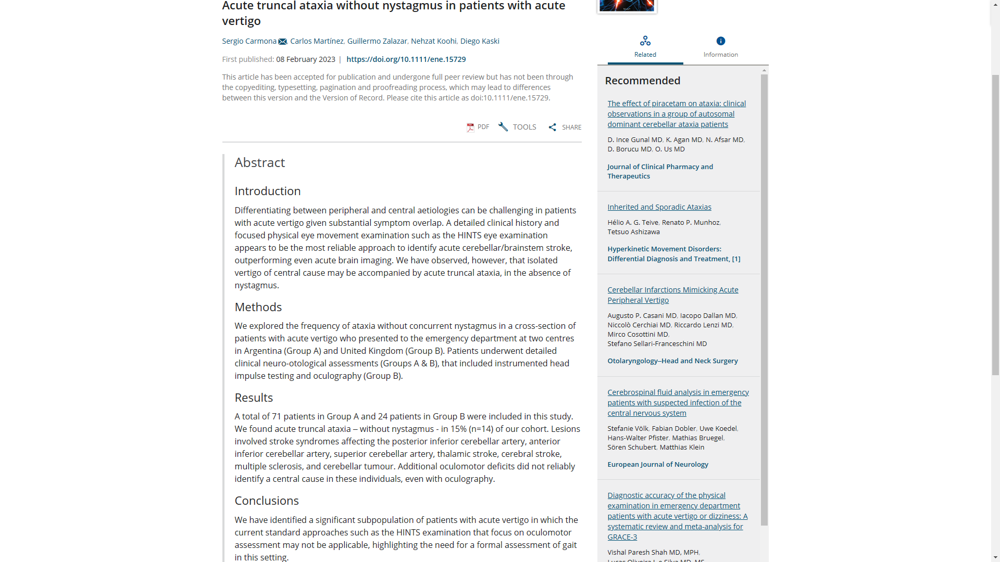 Acute truncal ataxia without nystagmus in patients with acute
vertigo
Sergio Carmona, Carlos Martínez, Guillermo Zalazar, Nehzat Koohi, Diego Kaski
First published: 08 February 2023 | https://doi.org/10.1111/ene.15729
This article has been accepted for publication and undergone full peer review but has not been through
the copyediting, typesetting, pagination and proofreading process, which may lead to differences
between this version and the Version of Record. Please cite this article as doi:10.1111/ene.15729.
PDF TOOLS SHARE
Abstract
Introduction
Differentiating between peripheral and central aetiologies can be challenging in patients
with acute vertigo given substantial symptom overlap. A detailed clinical history and
focused physical eye movement examination such as the HINTS eye examination
appears to be the most reliable approach to identify acute cerebellar/brainstem stroke,
outperforming even acute brain imaging. We have observed, however, that isolated
vertigo of central cause may be accompanied by acute truncal ataxia, in the absence of
nystagmus.
Methods
We explored the frequency of ataxia without concurrent nystagmus in a cross-section of
patients with acute vertigo who presented to the emergency department at two centres
in Argentina (Group A) and United Kingdom (Group B). Patients underwent detailed
clinical neuro-otological assessments (Groups A & B), that included instrumented head
impulse testing and oculography (Group B).
Results
A total of 71 patients in Group A and 24 patients in Group B were included in this study.
We found acute truncal ataxia – without nystagmus - in 15% (n=14) of our cohort. Lesions
involved stroke syndromes affecting the posterior inferior cerebellar artery, anterior
inferior cerebellar artery, superior cerebellar artery, thalamic stroke, cerebral stroke,
multiple sclerosis, and cerebellar tumour. Additional oculomotor deficits did not reliably
identify a central cause in these individuals, even with oculography.
Conclusions
We have identified a significant subpopulation of patients with acute vertigo in which the
current standard approaches such as the HINTS examination that focus on oculomotor
assessment may not be applicable, highlighting the need for a formal assessment of gait
in this setting.
Related
Information
Recommended
The effect of piracetam on ataxia: clinical
observations in a group of autosomal
dominant cerebellar ataxia patients
D. Ince Gunal MD, K. Agan MD, N. Afsar MD,
D. Borucu MD, O. Us MD
Journal of Clinical Pharmacy and
Therapeutics
Inherited and Sporadic Ataxias
Hélio A. G. Teive, Renato P. Munhoz,
Tetsuo Ashizawa
Hyperkinetic Movement Disorders:
Differential Diagnosis and Treatment, [1]
Cerebellar Infarctions Mimicking Acute
Peripheral Vertigo
Augusto P. Casani MD, Iacopo Dallan MD,
Niccolò Cerchiai MD, Riccardo Lenzi MD,
Mirco Cosottini MD,
Stefano Sellari-Franceschini MD
Otolaryngology–Head and Neck Surgery
Cerebrospinal fluid analysis in emergency
patients with suspected infection of the
central nervous system
Stefanie Völk, Fabian Dobler, Uwe Koedel,
Hans-Walter Pfister, Mathias Bruegel,
Sören Schubert, Matthias Klein
European Journal of Neurology
Diagnostic accuracy of the physical
examination in emergency department
patients with acute vertigo or dizziness: A
systematic review and meta-analysis for
GRACE-3
Vishal Paresh Shah MD, MPH,
Lucas Oliveira J. e Silva MD, MS